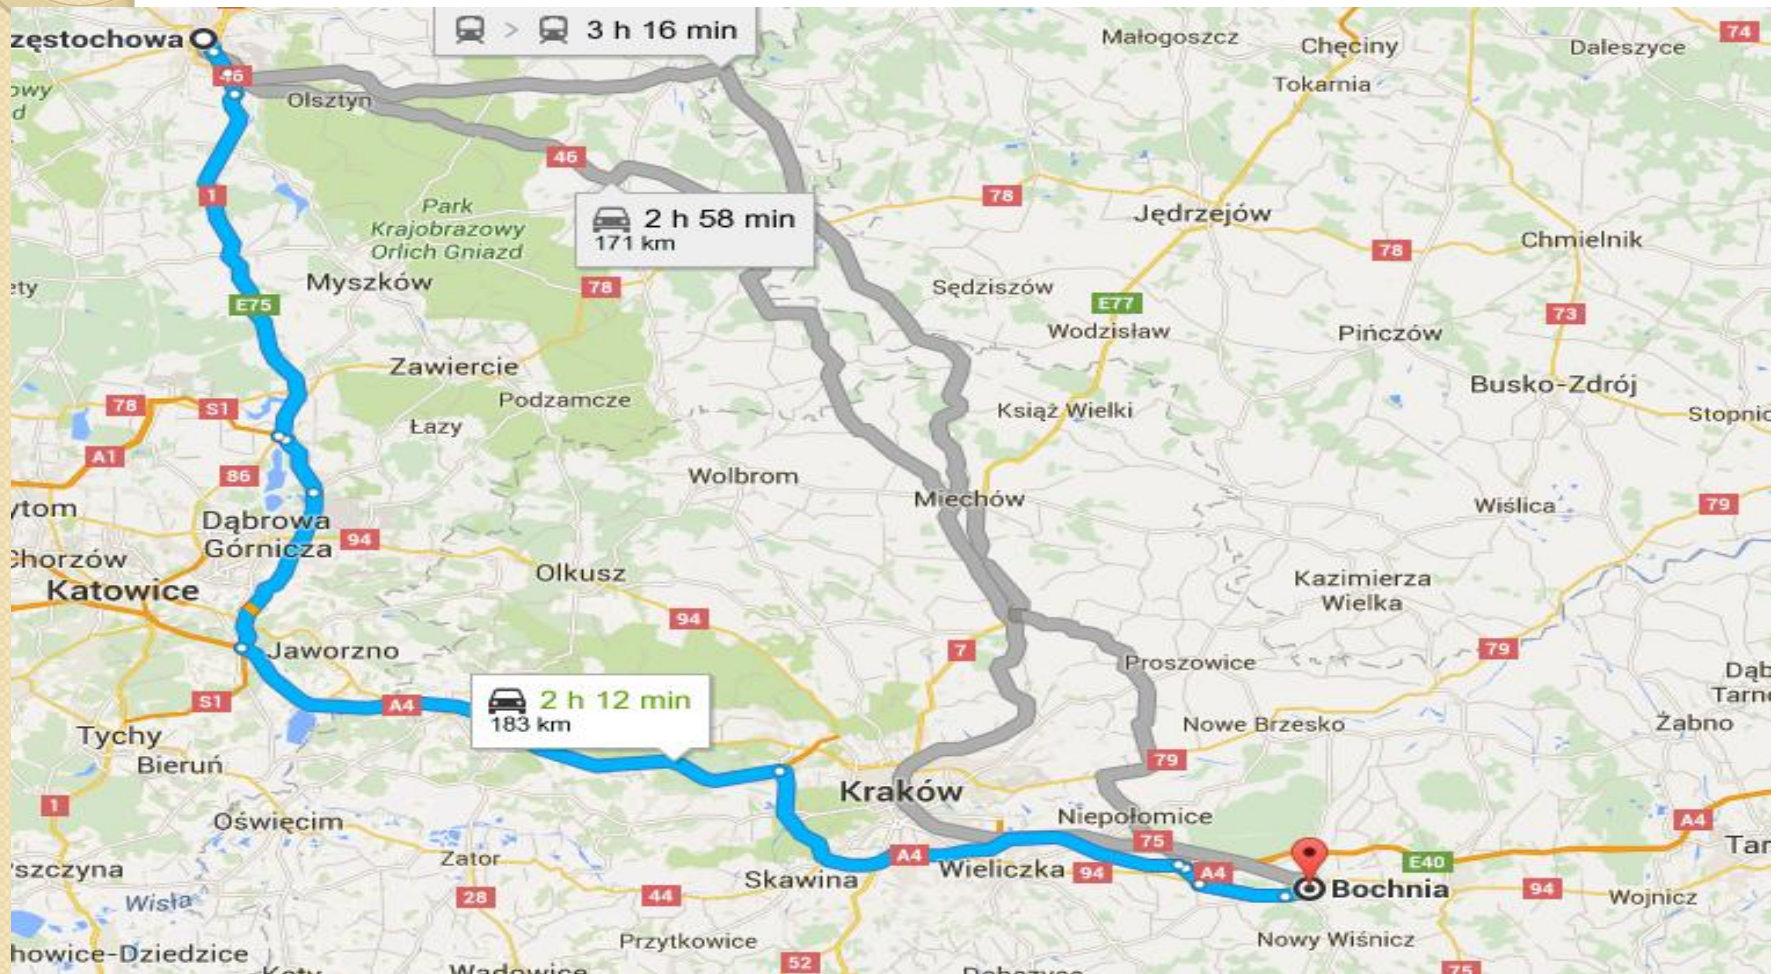 zęstochowa
3 h 16 min
Małogoszcz
Chęciny
Daleszyce
74
46
Olsztyn
Tokarnia
owy
d
46
1
78
Park
Krajobrazowy
Orlich Gniazd
2 h 58 min
171 km
Jędrzejów
78
Chmielnik
ety
Myszków
E75
78
Sędziszów
E77
73
Wodzisław
Pińczów
Zawiercie
Busko-Zdrój
78
S1
Podzamcze
Książ Wielki
Stopnic
Łazy
A1
86
Wolbrom
Miechów
Wiślica
79
ytom
Dąbrowa
Górnicza
94
Chorzów
Olkusz
Katowice
Kazimierza
Wielka
94
7
79
Jaworzno
Proszowice
Dąb
Tarn
S1
A4
2 h 12 min
183 km
Nowe Brzesko
Żabno
Tychy
Bieruń
79
1
Kraków
Oświęcim
Niepołomice
A4
Tar
75
A4
Zator
Wieliczka
94
A4
E40
szczyna
Skawina
Bochnia
94
Wisła
28
44
Wojnicz
Przytkowice
Nowy Wiśnicz
howice-Dziedzice
52
75
Kęty
Wadowice
Dobczyce